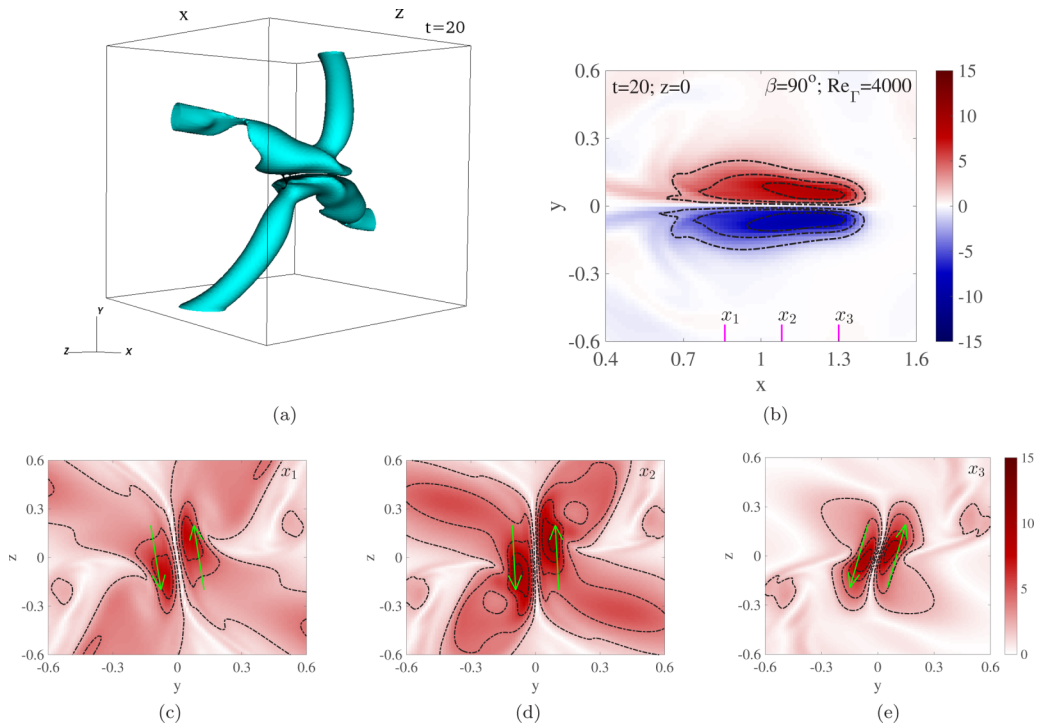 x
z
t=20
Y
Z
X
(a)
t=20; z=0
β=90°; Re_Γ=4000
0.6
0.3
0
-0.3
-0.6
y
x₁
x₂
x₃
0.4 0.7 1 1.3 1.6
x
15
10
5
0
-5
-10
-15
(b)
x₁
0.6
0.3
0
-0.3
-0.6
z
-0.6 -0.3 0 0.3 0.6
y
(c)
x₂
0.6
0.3
0
-0.3
-0.6
z
-0.6 -0.3 0 0.3 0.6
y
(d)
x₃
0.6
0.3
0
-0.3
-0.6
z
-0.6 -0.3 0 0.3 0.6
y
15
10
5
0
(e)